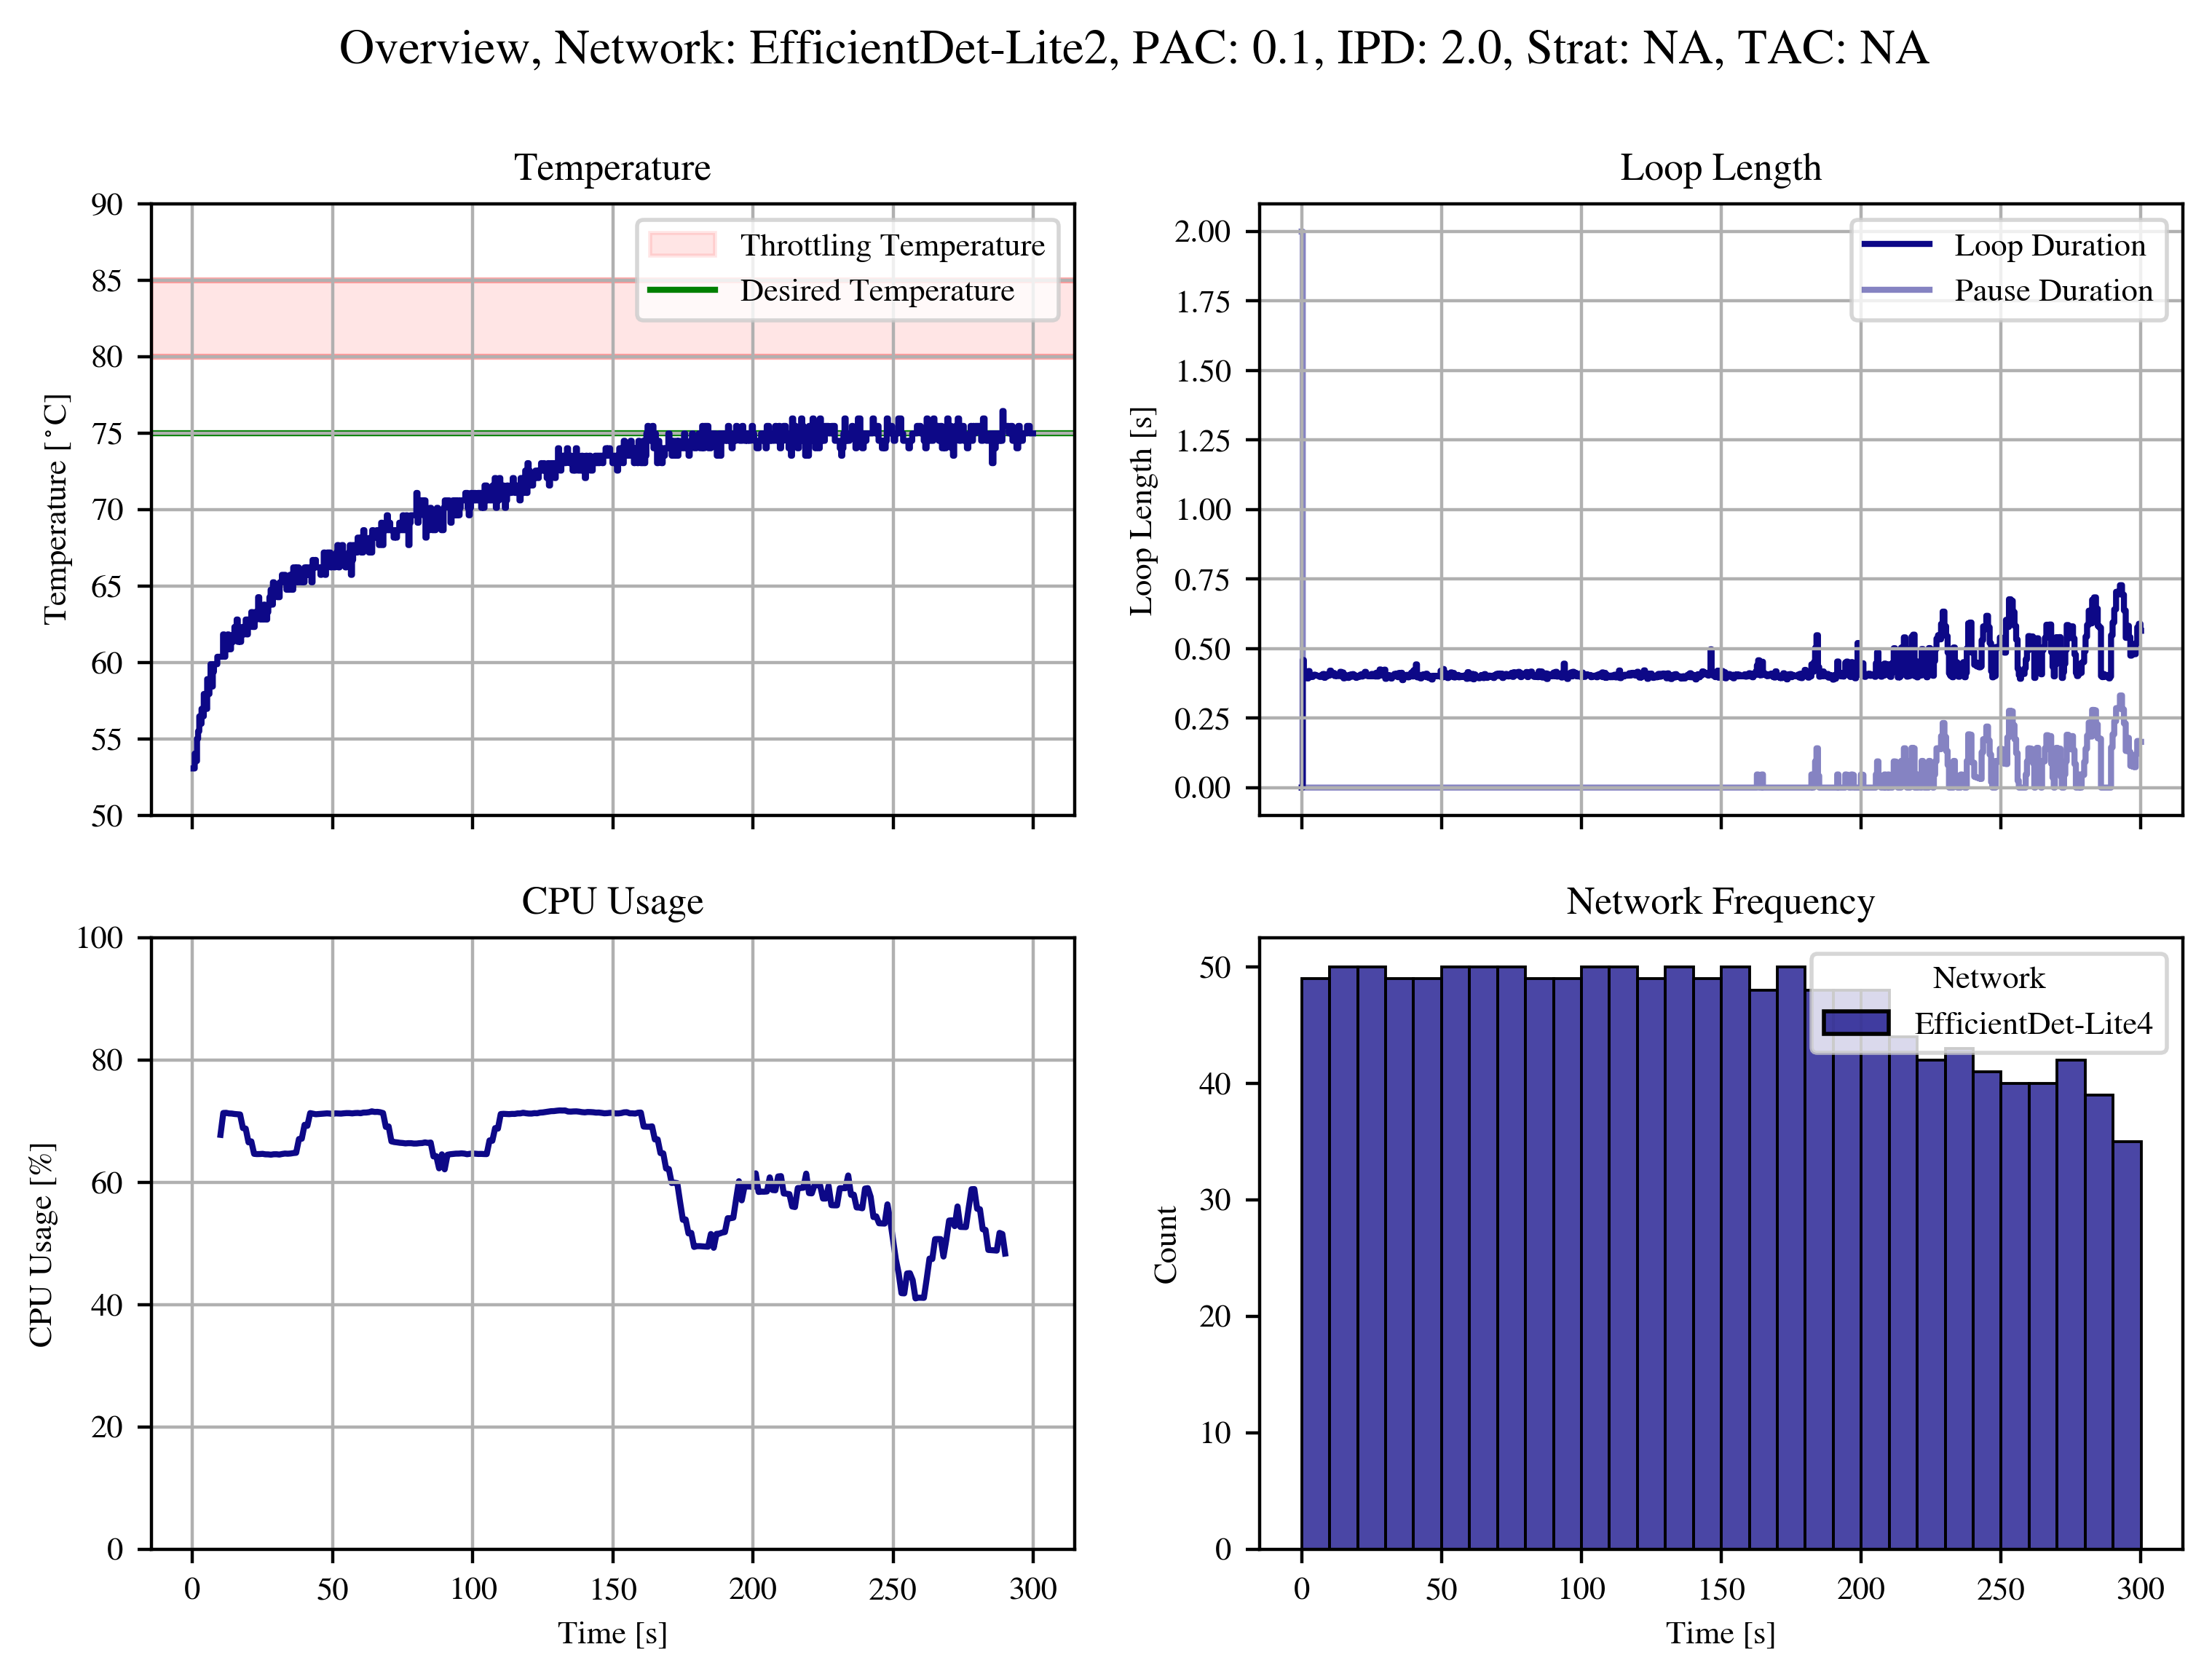 Overview, Network: EfficientDet-Lite2, PAC: 0.1, IPD: 2.0, Strat: NA, TAC: NA
Temperature
90
85
80
75
70
65
60
55
50
Temperature [°C]
Throttling Temperature
Desired Temperature
Loop Length
2.00
1.75
1.50
1.25
1.00
0.75
0.50
0.25
0.00
Loop Length [s]
Loop Duration
Pause Duration
CPU Usage
100
80
60
40
20
0
CPU Usage [%]
0 50 100 150 200 250 300
Time [s]
Network Frequency
50
40
30
20
10
0
Count
Network
EfficientDet-Lite4
0 50 100 150 200 250 300
Time [s]